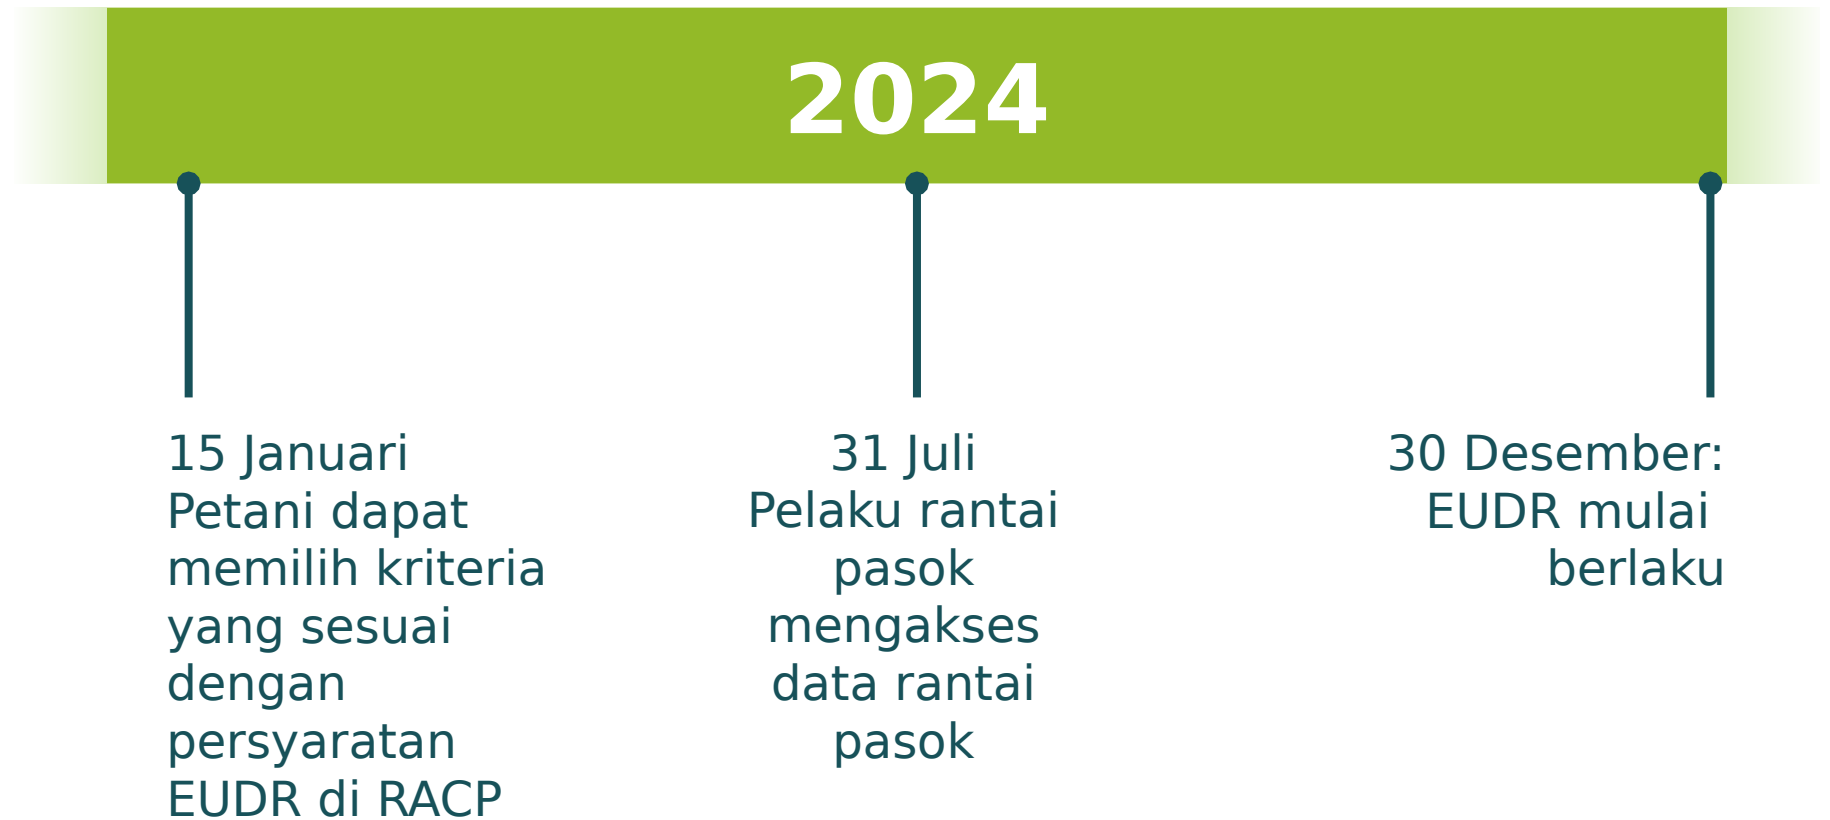 2024
15 Januari
Petani dapat
memilih kriteria
yang sesuai
dengan
persyaratan
EUDR di RACP
31 Juli
Pelaku rantai
pasok
mengakses
data rantai
pasok
30 Desember:
EUDR mulai
berlaku